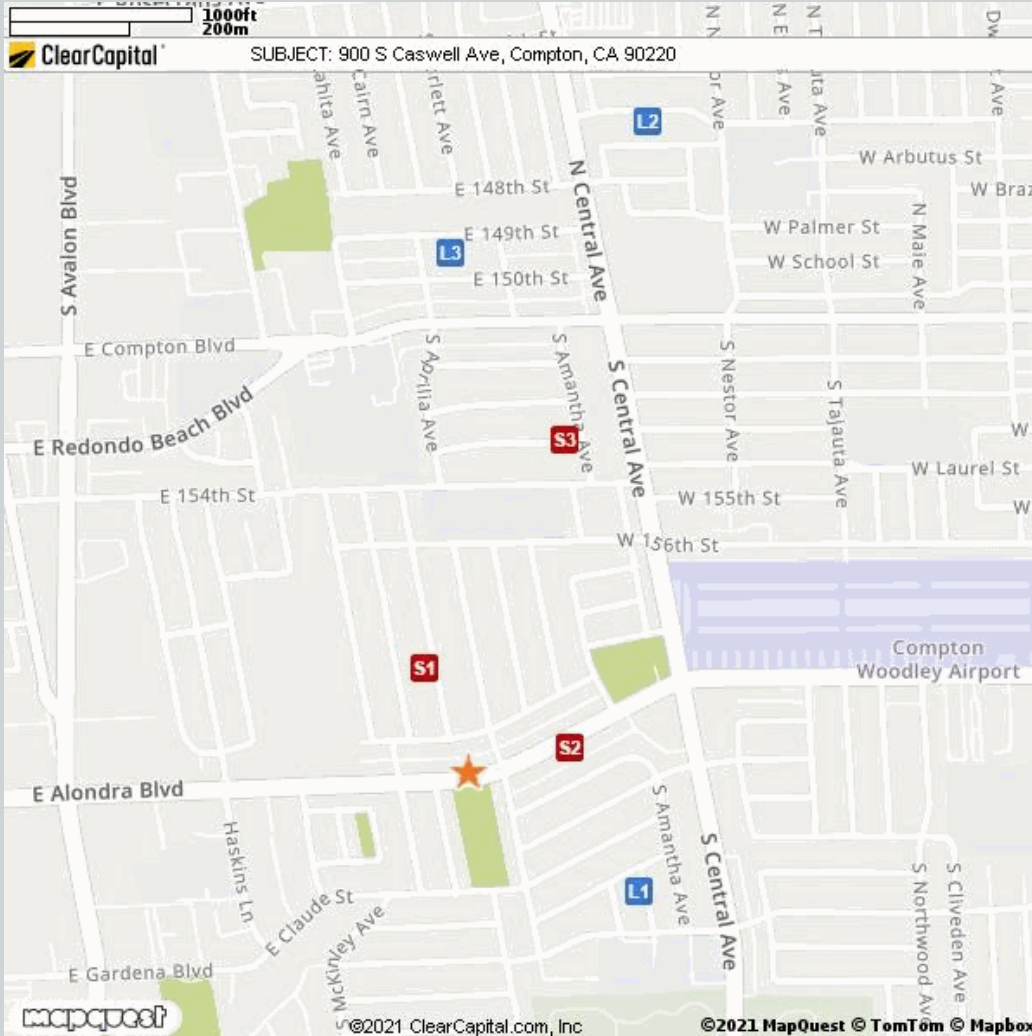 1000ft
200m
ClearCapital
SUBJECT: 900 S Caswell Ave, Compton, CA 90220
Cairn Ave
L2
W Arbutus St
S Avalon Blvd
N Central Ave
E 148th St
N Maie Ave
E 149th St
W Palmer St
L3
W School St
E 150th St
E Compton Blvd
S Aprilia Ave
S Amantha Ave
S Central Ave
S Nestor Ave
S Tajauta Ave
E Redondo Beach Blvd
S3
W Laurel St
E 154th St
W 155th St
W 156th St
Compton
Woodley Airport
S1
S2
E Alondra Blvd
Haskins Ln
S Amantha Ave
S Central Ave
L1
S Northwood Ave
S Cliveden Ave
E Claude St
S McKinley Ave
E Gardena Blvd
mapquest
©2021 ClearCapital.com, Inc
©2021 MapQuest © TomTom © Mapbox